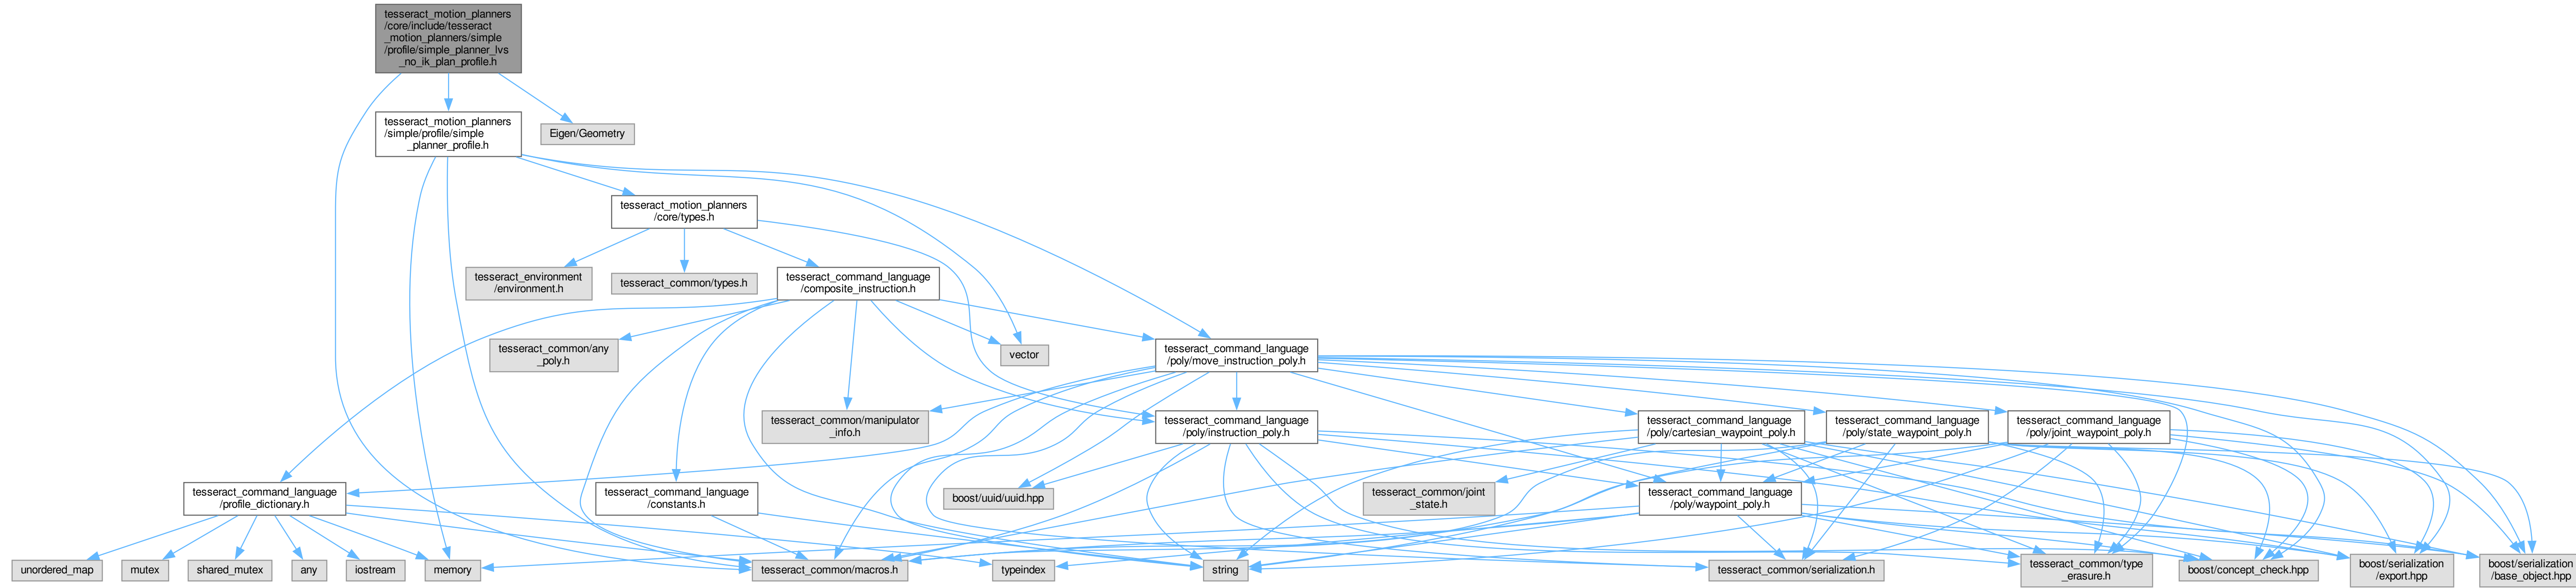 tesseract_motion_planners
/core/include/tesseract
_motion_planners/simple
/profile/simple_planner_lvs
_no_ik_plan_profile.h
tesseract_motion_planners
/simple/profile/simple
_planner_profile.h
Eigen/Geometry
tesseract_motion_planners
/core/types.h
tesseract_environment
/environment.h
tesseract_common/types.h
tesseract_command_language
/composite_instruction.h
tesseract_common/any
_poly.h
vector
tesseract_command_language
/poly/move_instruction_poly.h
tesseract_common/manipulator
_info.h
tesseract_command_language
/poly/instruction_poly.h
tesseract_command_language
/poly/cartesian_waypoint_poly.h
tesseract_command_language
/poly/state_waypoint_poly.h
tesseract_command_language
/poly/joint_waypoint_poly.h
tesseract_command_language
/profile_dictionary.h
tesseract_command_language
/constants.h
boost/uuid/uuid.hpp
tesseract_common/joint
_state.h
tesseract_command_language
/poly/waypoint_poly.h
unordered_map
mutex
shared_mutex
any
iostream
memory
tesseract_common/macros.h
typeindex
string
tesseract_common/serialization.h
tesseract_common/type
_erasure.h
boost/concept_check.hpp
boost/serialization
/export.hpp
boost/serialization
/base_object.hpp